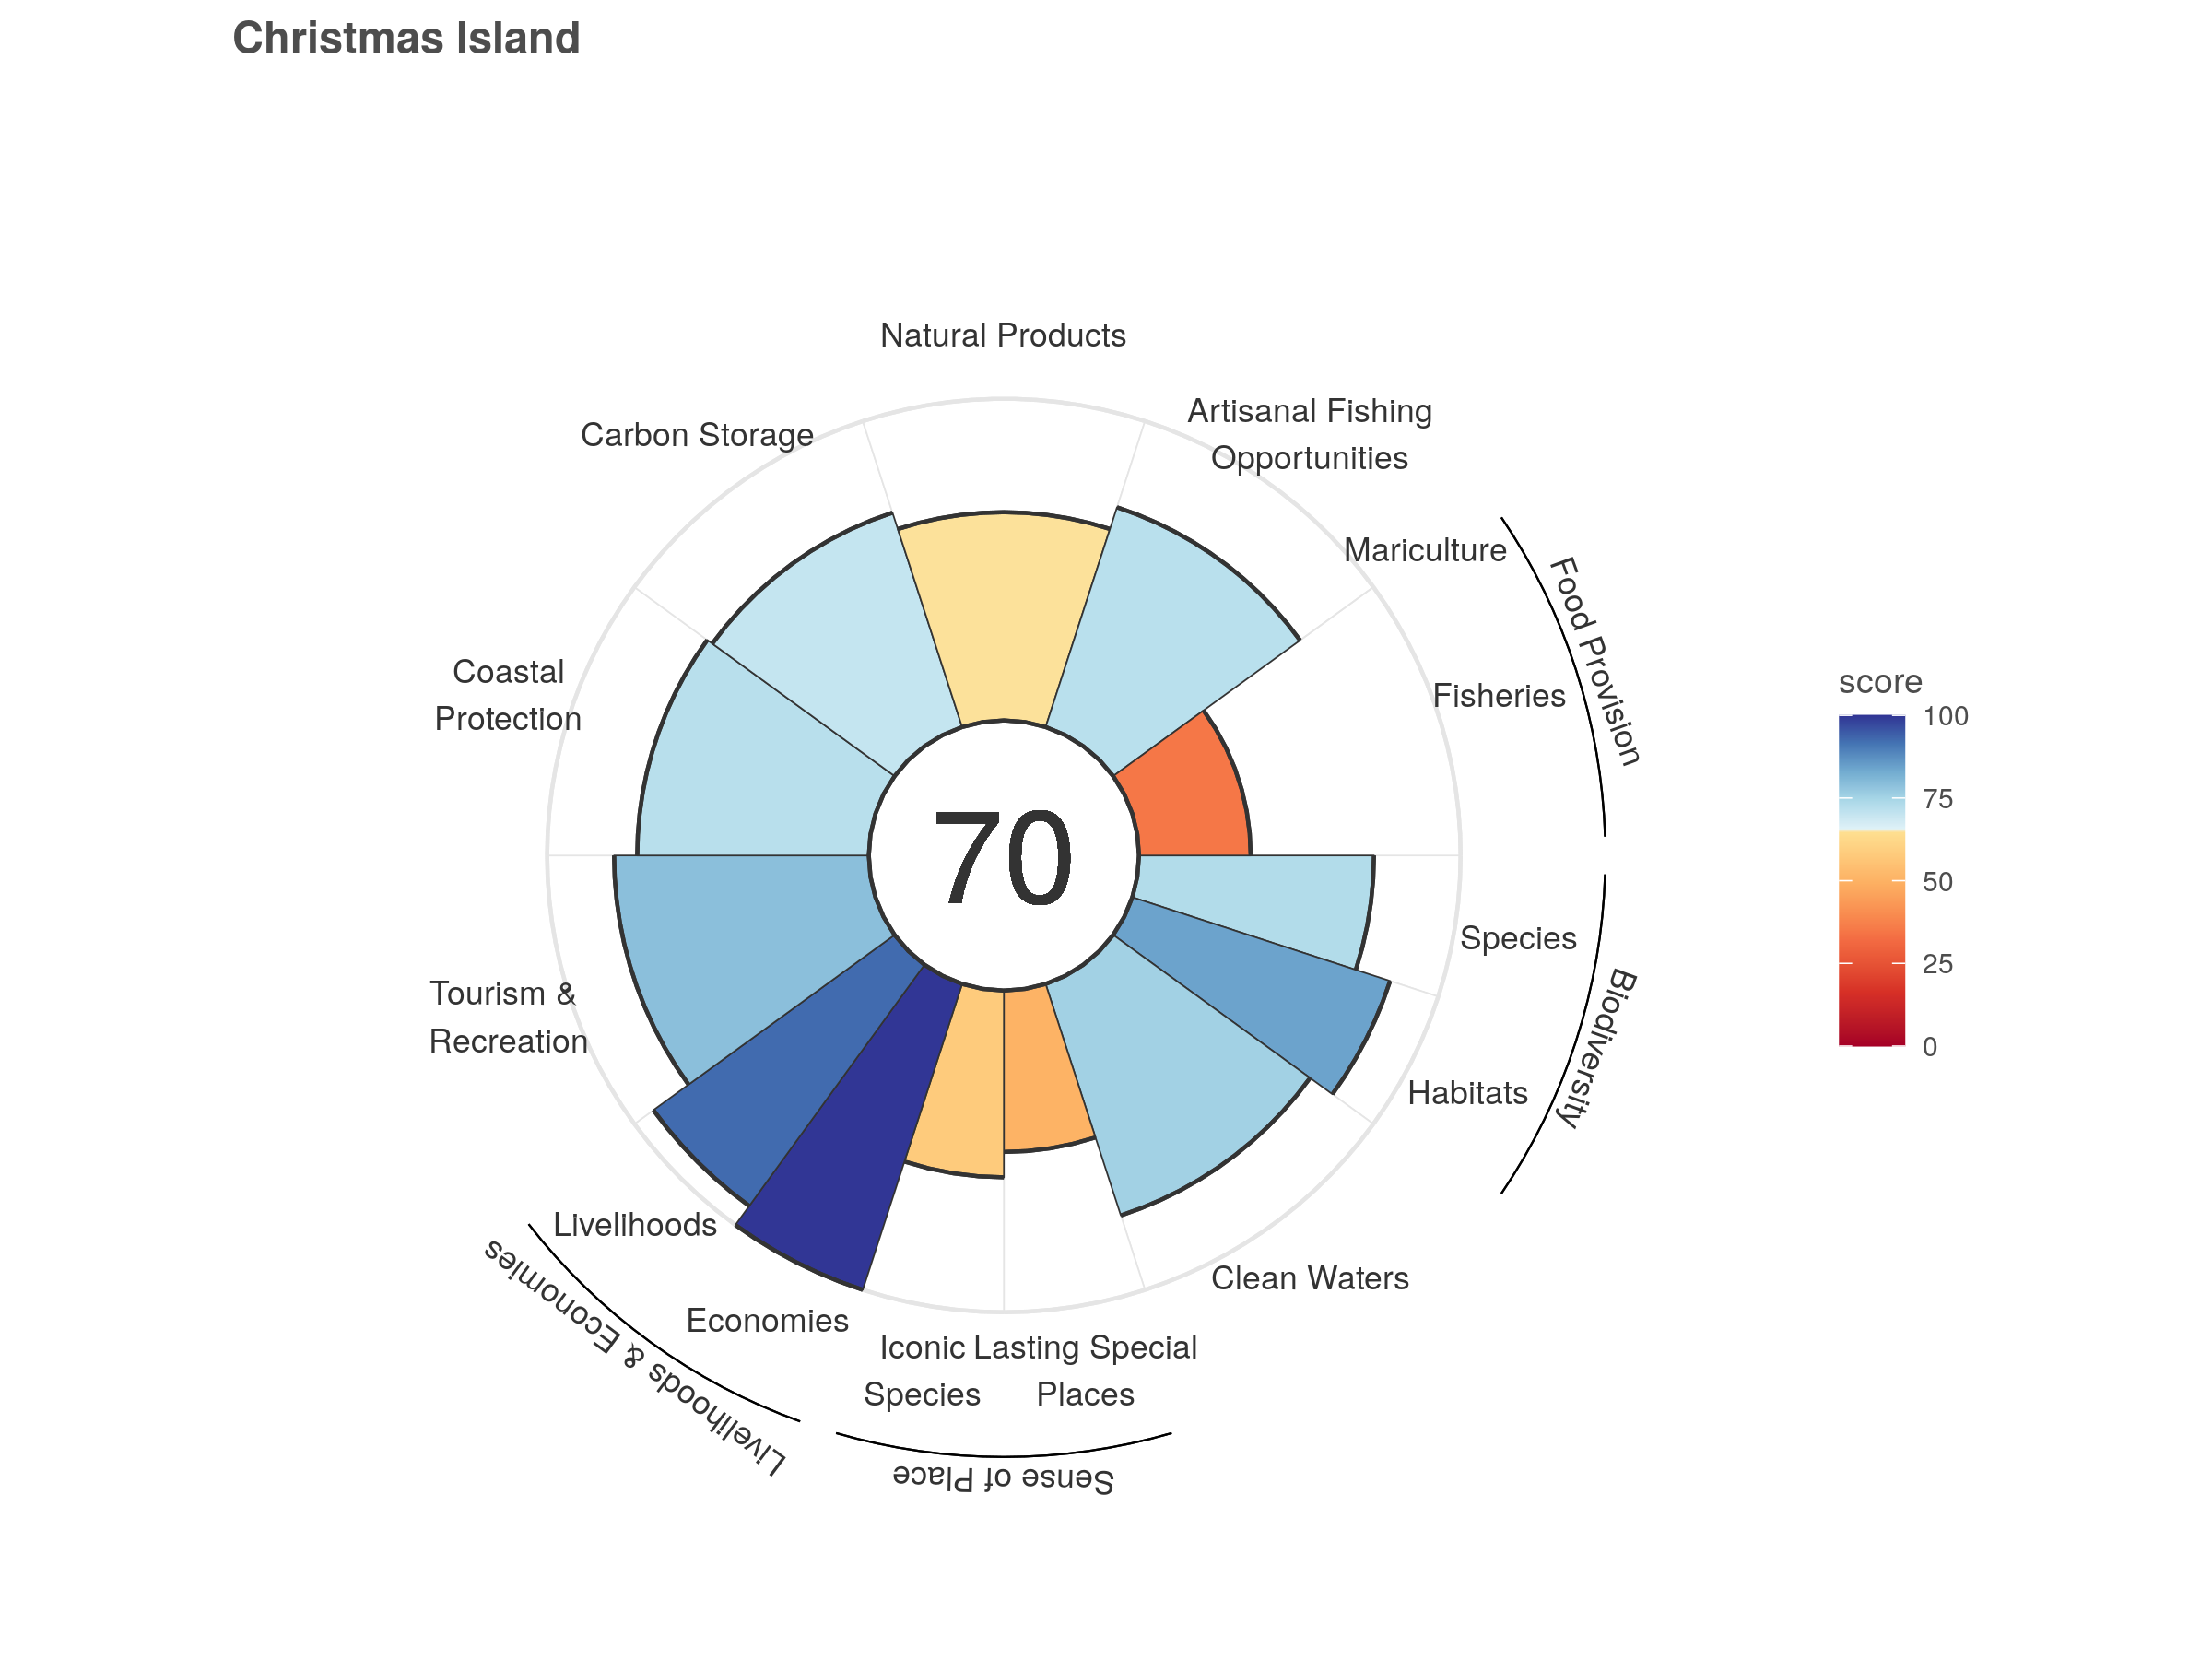 Christmas Island
Natural Products
Artisanal Fishing
Opportunities
Carbon Storage
Mariculture
Food Provision
Fisheries
Coastal
Protection
score
100
75
50
25
0
70
Species
Biodiversity
Habitats
Tourism &
Recreation
Livelihoods
Livelihoods & Economies
Economies
Clean Waters
Iconic
Species
Lasting Special
Places
Sense of Place